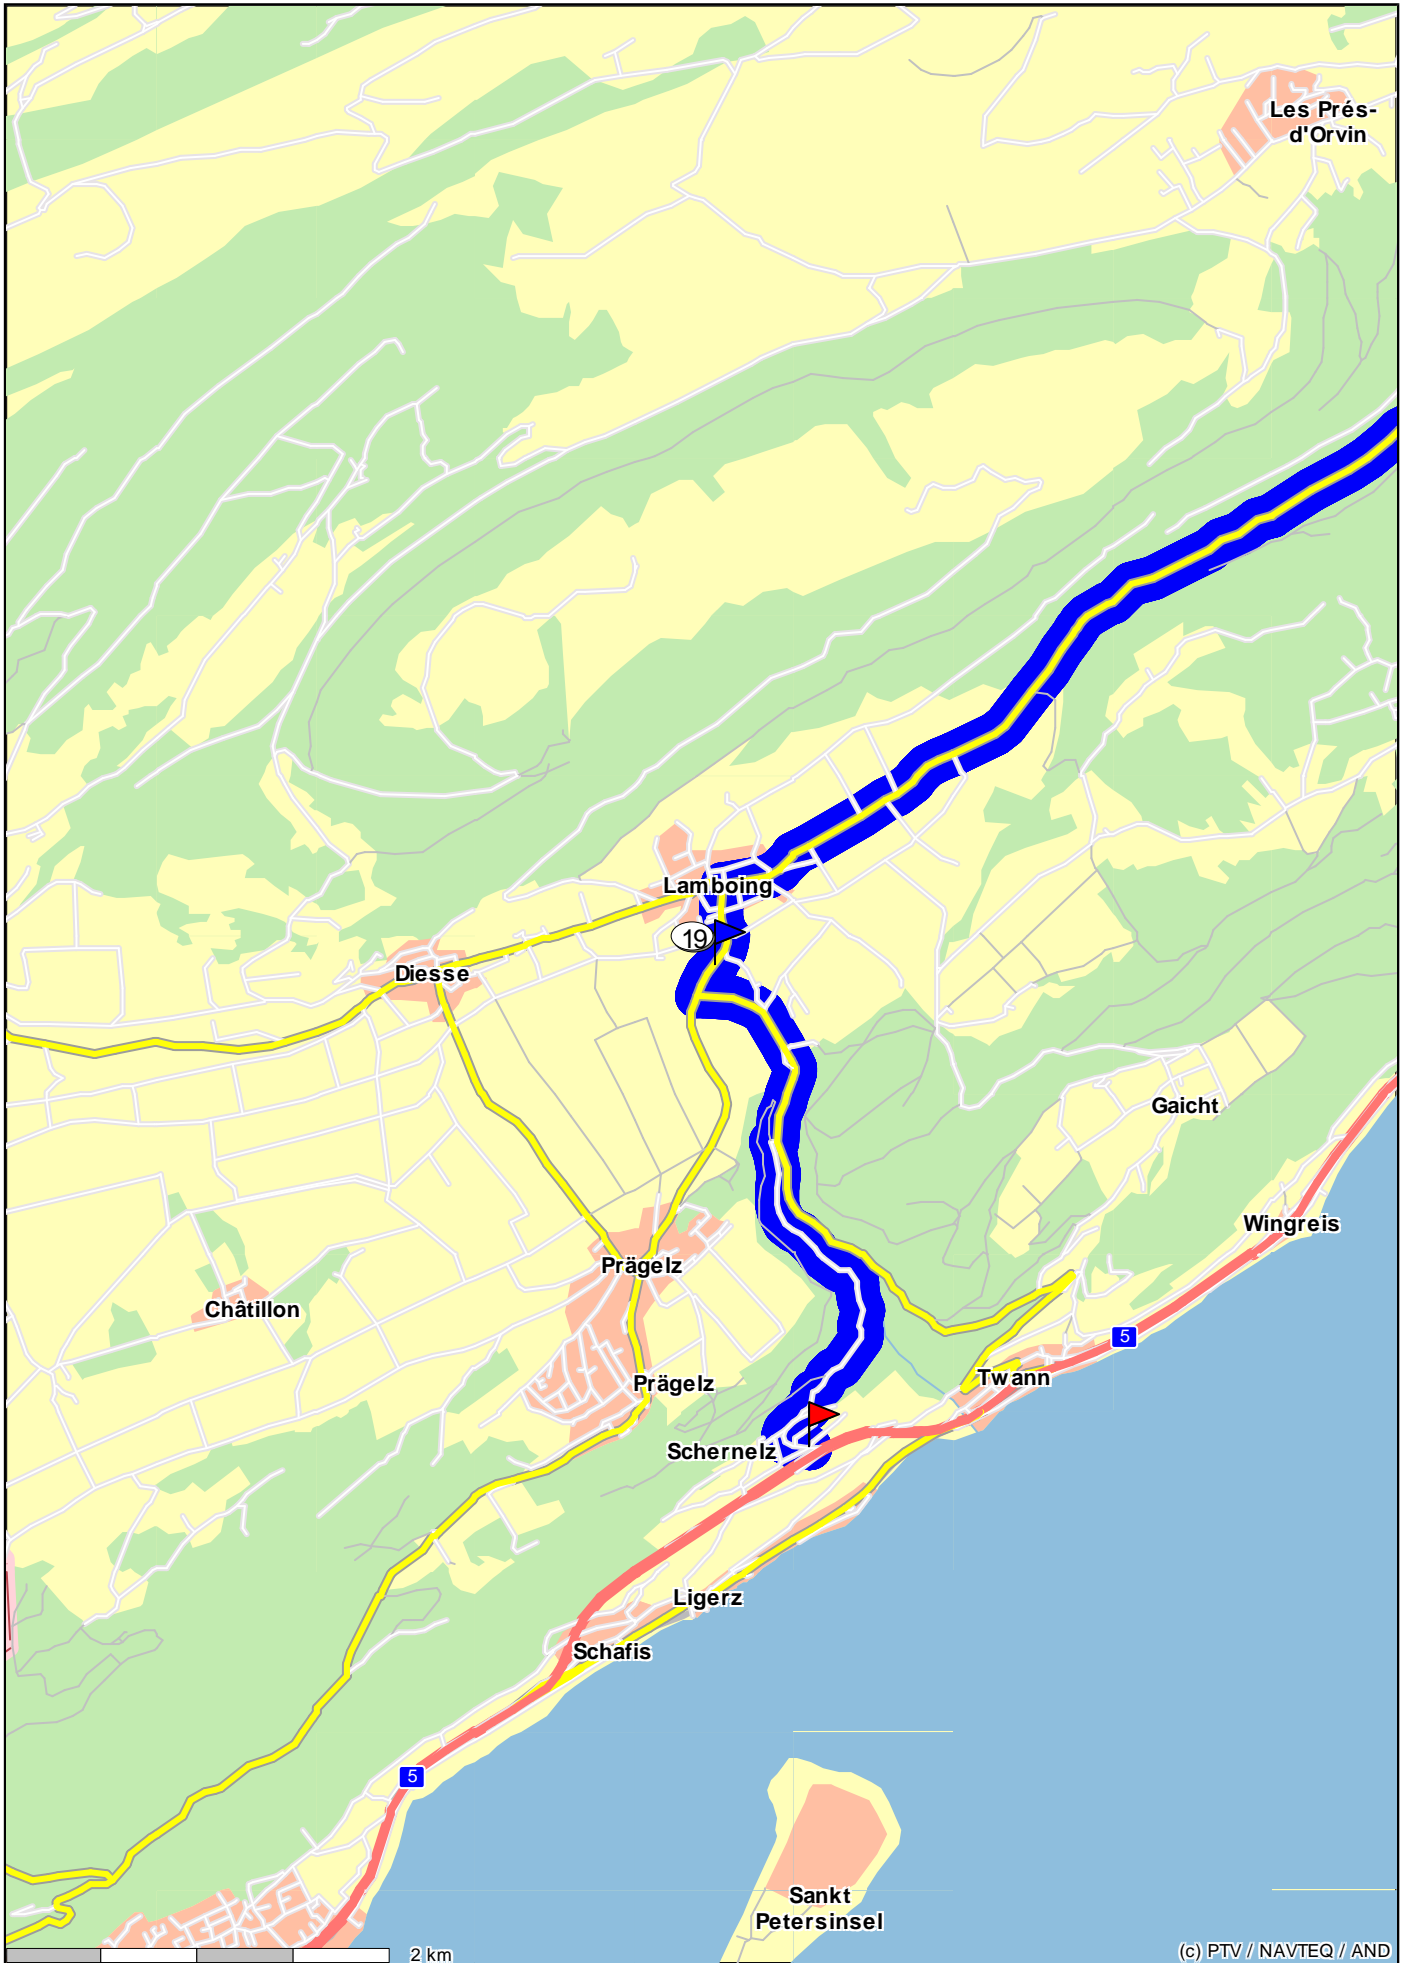 Les Prés-
d'Orvin
Lamboing
19
Diesse
Gaicht
Wingreis
Prägelz
Châtillon
5
Twann
Prägelz
Schernelz
Ligerz
Schafis
5
Sankt
Petersinsel
2 km
(c) PTV / NAVTEQ / AND